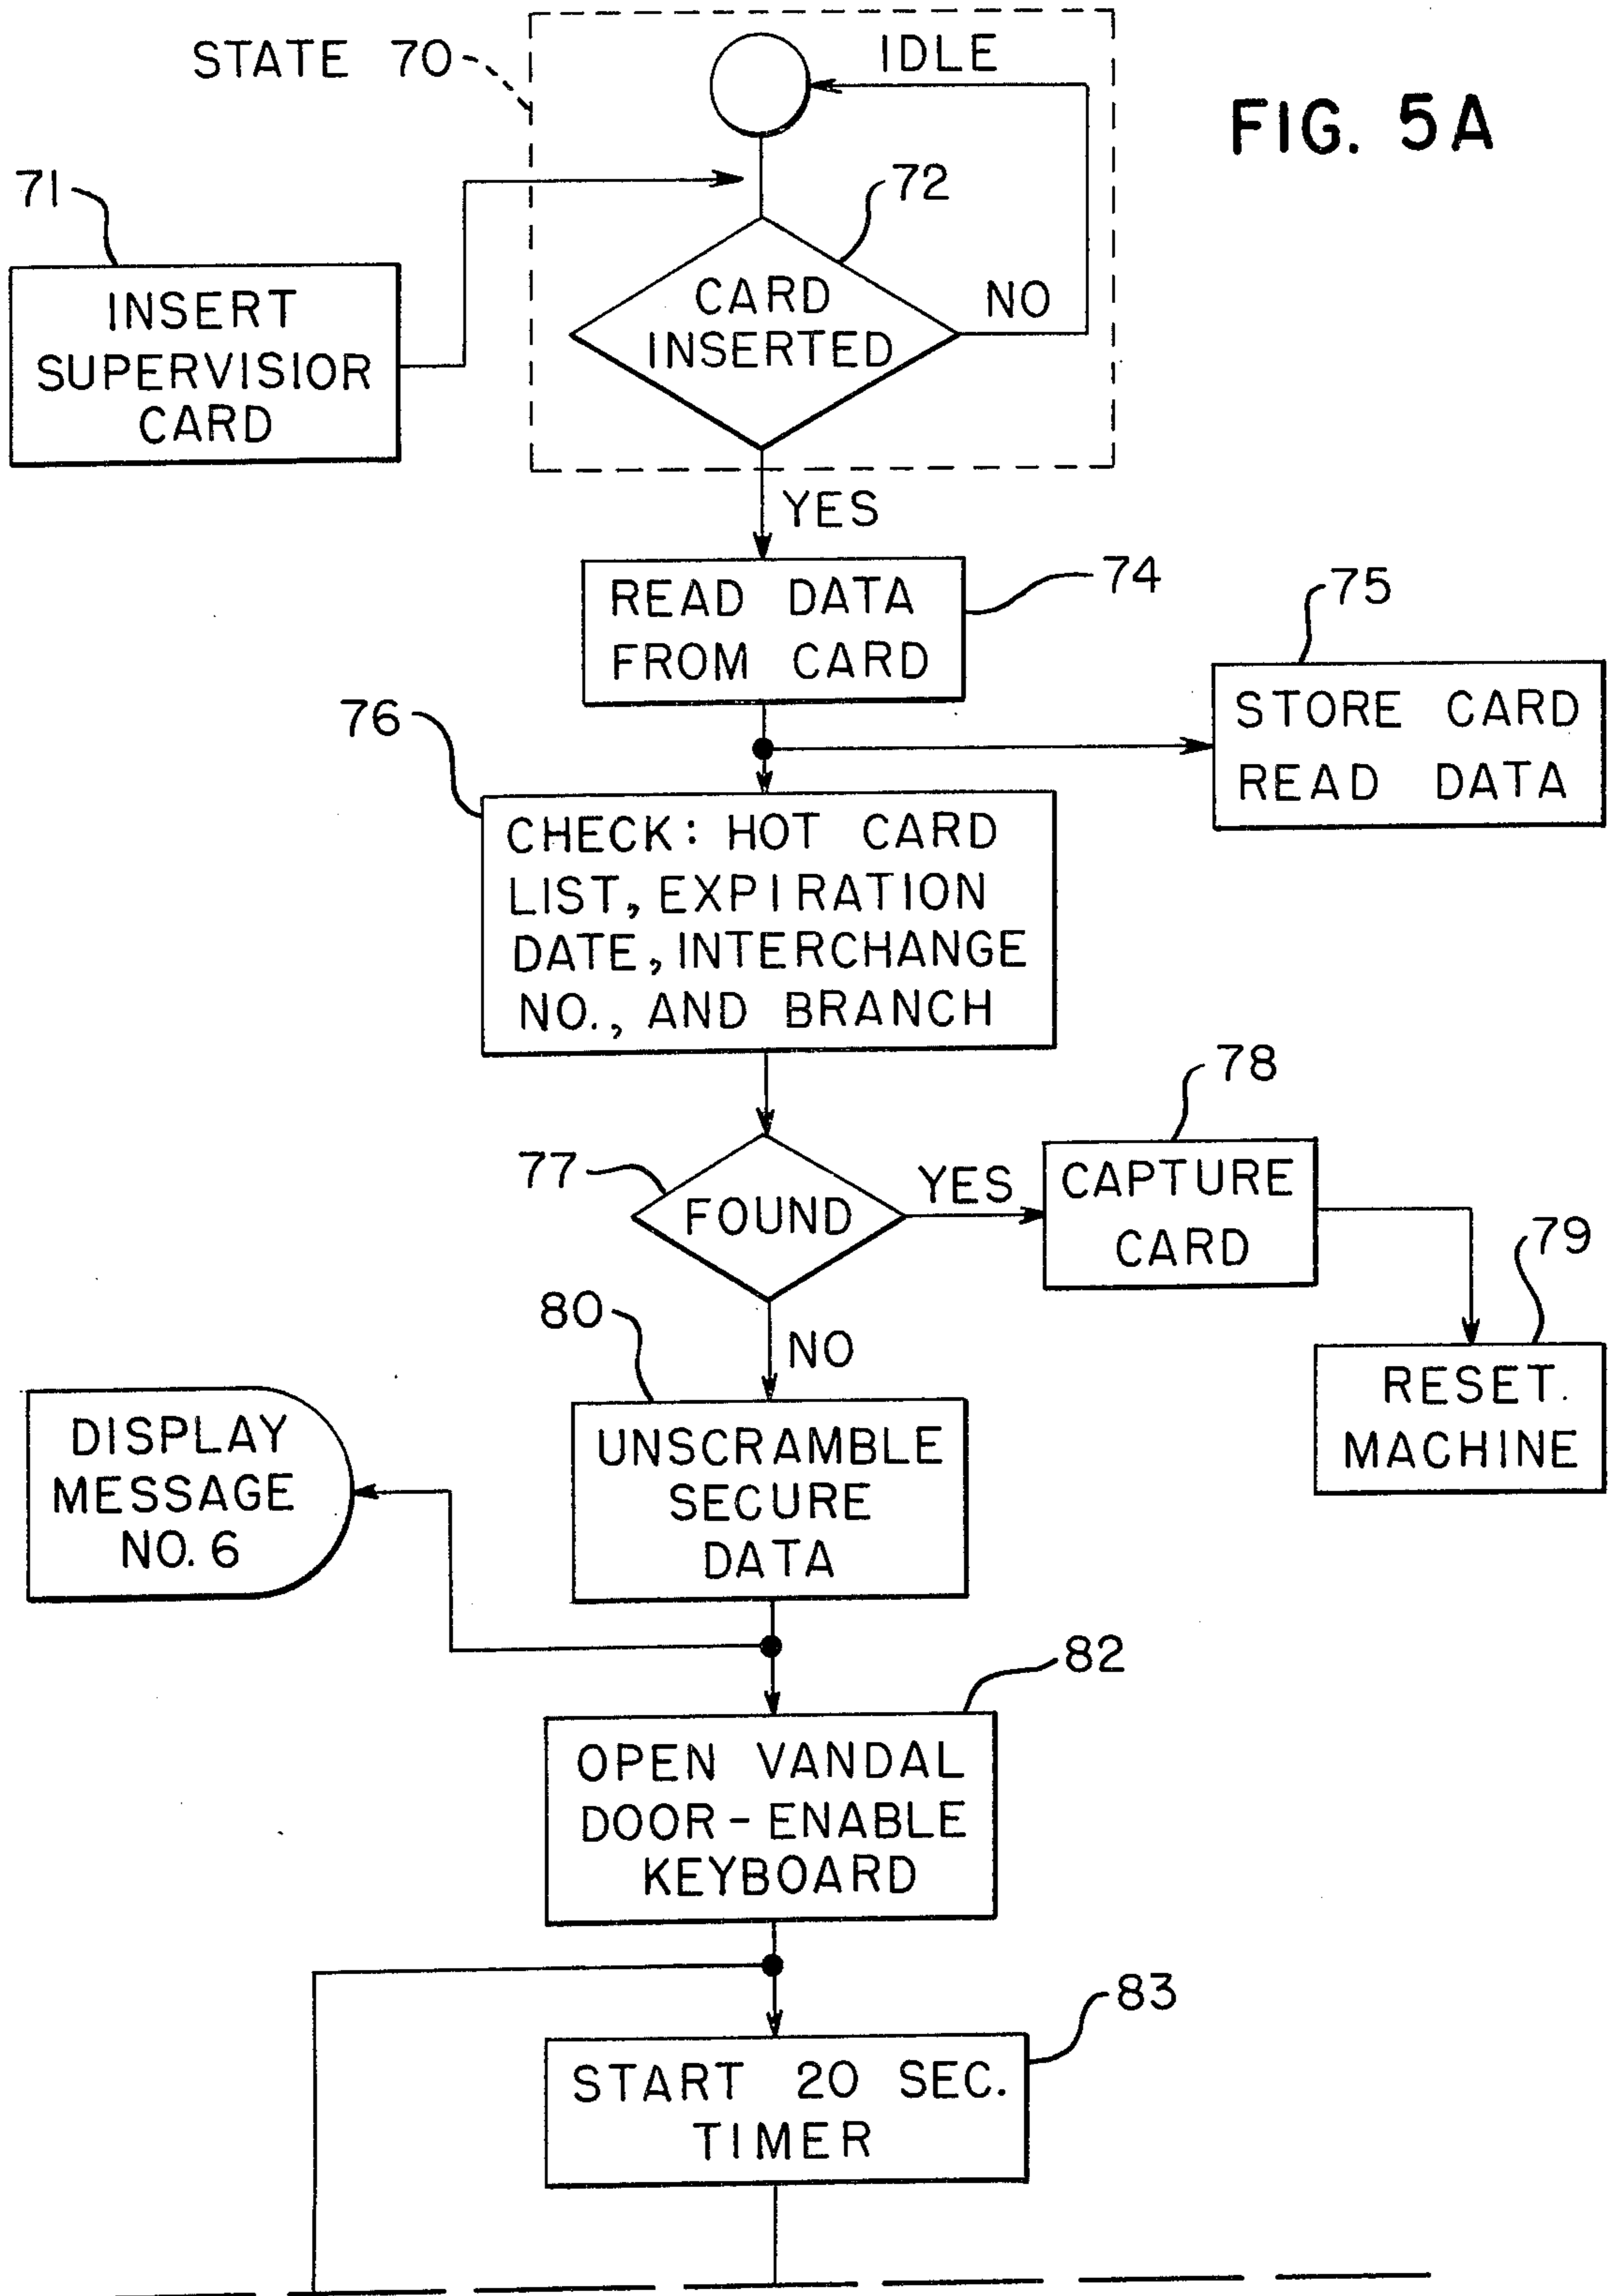 STATE 70
IDLE
FIG. 5A
71
72
INSERT
SUPERVISIOR
CARD
CARD
INSERTED
NO
YES
READ DATA
FROM CARD
74
75
STORE CARD
READ DATA
76
CHECK: HOT CARD
LIST, EXPIRATION
DATE, INTERCHANGE
NO., AND BRANCH
77
FOUND
YES
78
CAPTURE
CARD
79
RESET
MACHINE
NO
80
UNSCRAMBLE
SECURE
DATA
DISPLAY
MESSAGE
NO. 6
82
OPEN VANDAL
DOOR-ENABLE
KEYBOARD
83
START 20 SEC.
TIMER